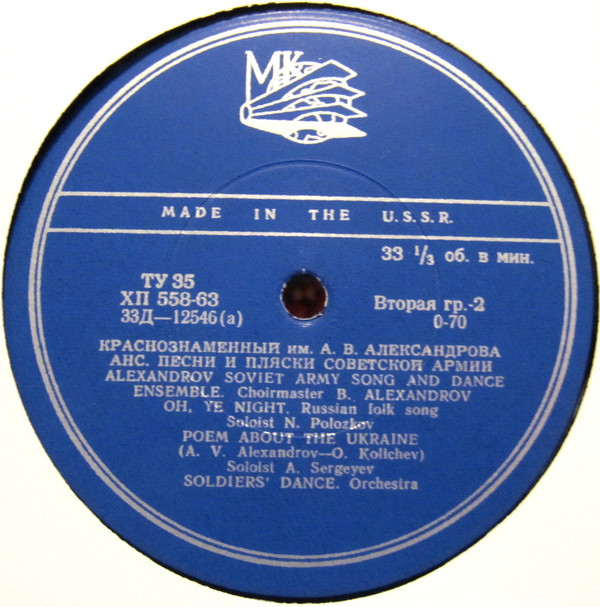 МК
MADE IN THE U.S.S.R.
33 1/3 об. в мин.
ТУ 35
ХП 558-63
33Д—12546(а)
Вторая гр.-2
0-70
КРАСНОЗНАМЕННЫЙ им. А. В. АЛЕКСАНДРОВА
АНС. ПЕСНИ И ПЛЯСКИ СОВЕТСКОЙ АРМИИ
ALEXANDROV SOVIET ARMY SONG AND DANCE
ENSEMBLE. Choirmaster B. ALEXANDROV
OH, YE NIGHT. Russian folk song
Soloist N. Polozkov
POEM ABOUT THE UKRAINE
(A. V. Alexandrov—O. Kolichev)
Soloist A. Sergeyev
SOLDIERS' DANCE. Orchestra